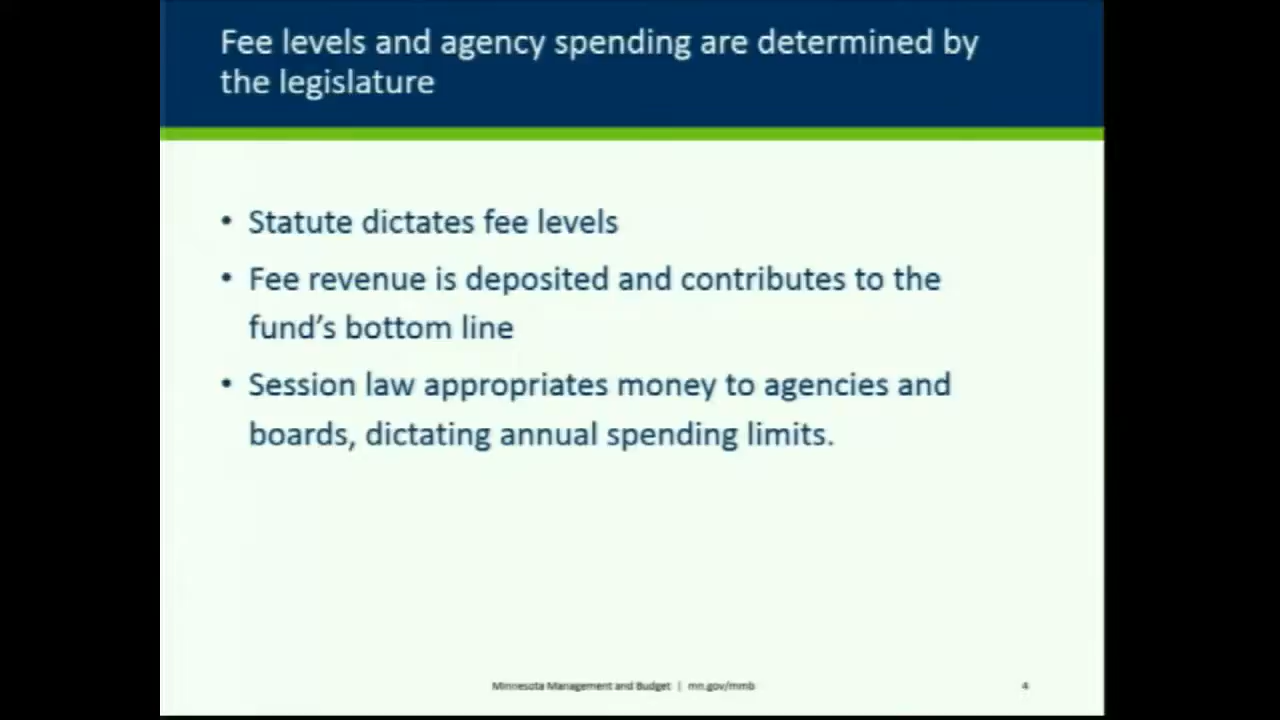 Fee levels and agency spending are determined by
the legislature
• Statute dictates fee levels
• Fee revenue is deposited and contributes to the
fund's bottom line
• Session law appropriates money to agencies and
boards, dictating annual spending limits.
Minnesota Management and Budget | mn.gov/mmb
4